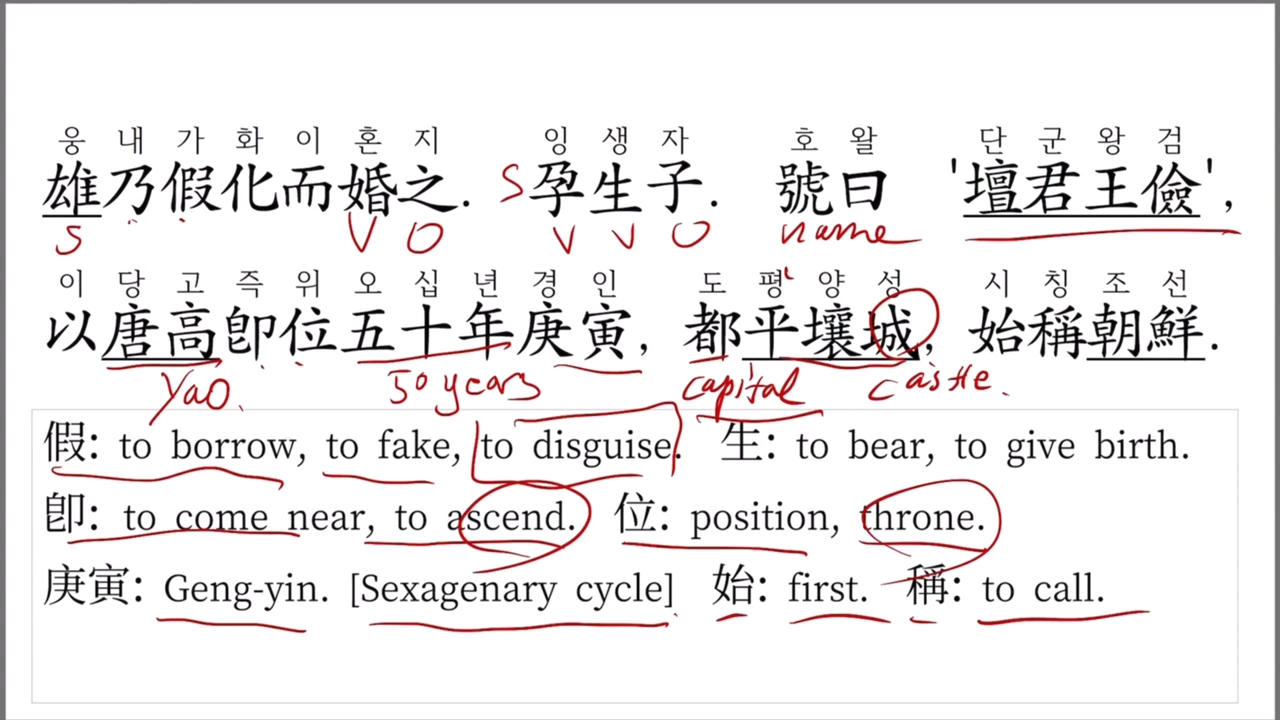 웅 내 가 화 이 혼 지 잉 생 자 호 왈 단 군 왕 검
雄乃假化而婚之. S 孕生子. 號曰 '壇君王儉',
S V O V V O name
이 당 고 즉 위 오 십 년 경 인 도 평 양 성 시 칭 조 선
以唐高卽位五十年庚寅, 都平壤城, 始稱朝鮮.
Yao. 50 years capital castle.
假: to borrow, to fake, to disguise. 生: to bear, to give birth.
卽: to come near, to ascend. 位: position, throne.
庚寅: Geng-yin. [Sexagenary cycle] 始: first. 稱: to call.